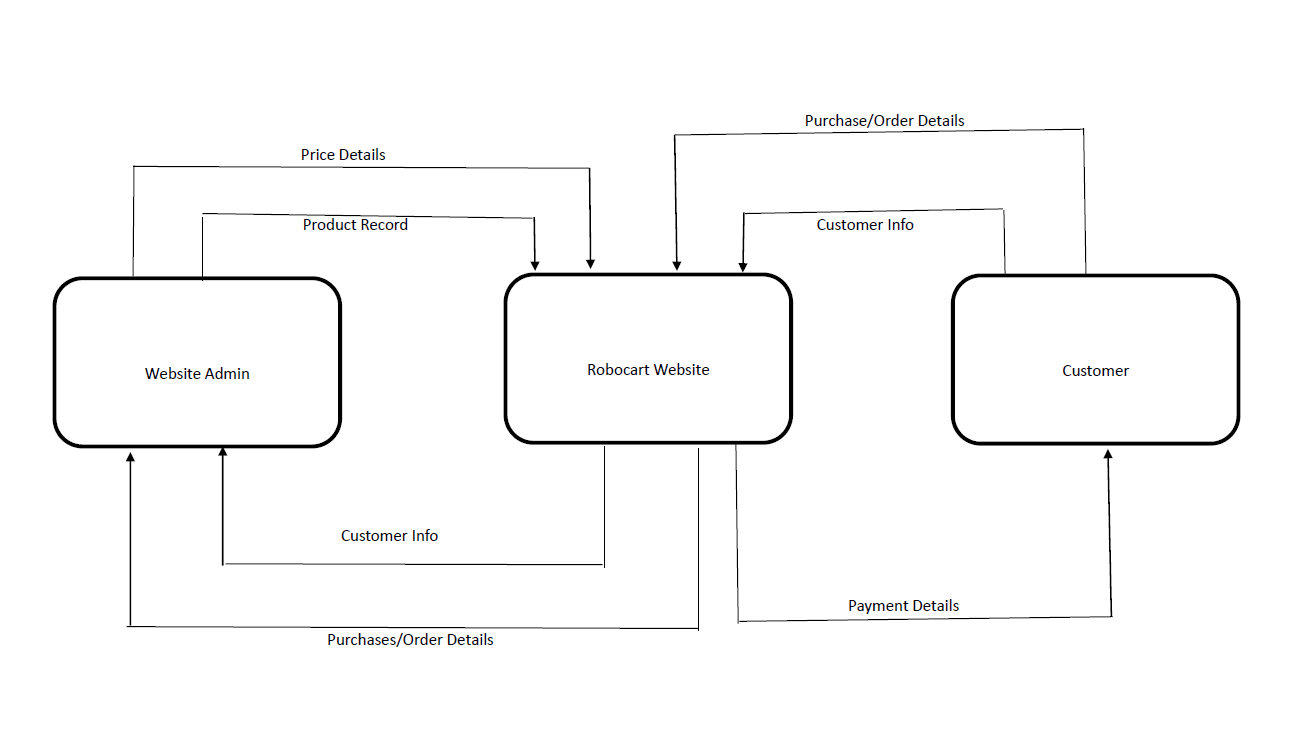 Purchase/Order Details
Price Details
Product Record
Customer Info
Website Admin
Robocart Website
Customer
Customer Info
Payment Details
Purchases/Order Details